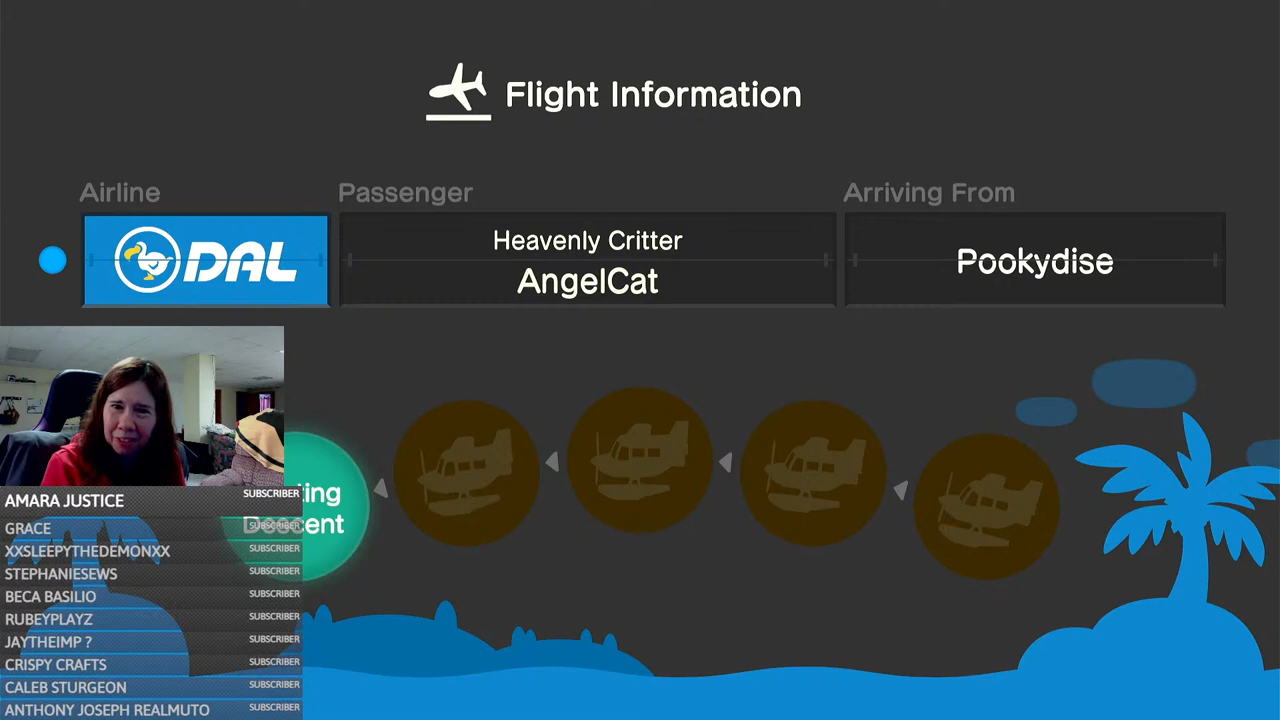 Flight Information
Airline
Passenger
Arriving From
DAL
Heavenly Critter
AngelCat
Pookydise
AMARA JUSTICE SUBSCRIBER
GRACE SUBSCRIBER
XXSLEEPYTHEDEMONXX SUBSCRIBER
STEPHANIESEWS SUBSCRIBER
BECA BASILIO SUBSCRIBER
RUBEYPLAYZ SUBSCRIBER
JAYTHEIMP ? SUBSCRIBER
CRISPY CRAFTS SUBSCRIBER
CALEB STURGEON SUBSCRIBER
ANTHONY JOSEPH REALMUTO SUBSCRIBER
Descent